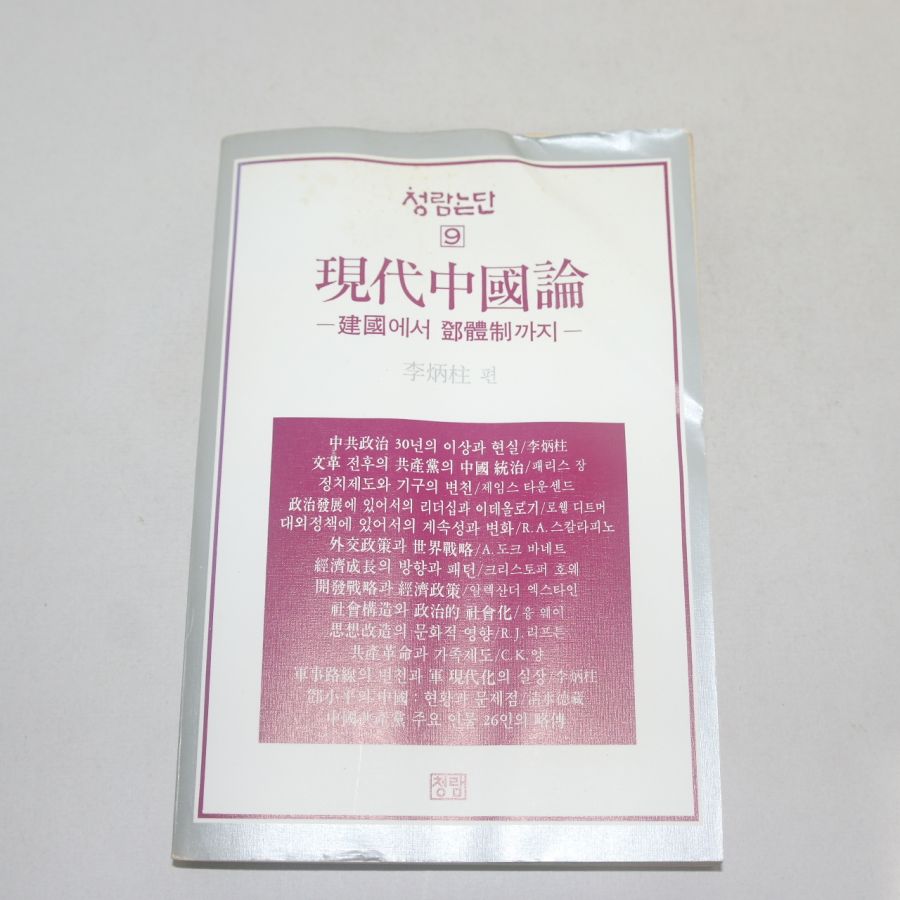 청람논단
9
現代中國論
—建國에서 鄧體制까지—
李炳柱 편
中共政治 30년의 이상과 현실/李炳柱
文革 전후의 共產黨의 中國 統治/패리스 장
정치제도와 기구의 변천/제임스 타운센드
政治發展에 있어서의 리더십과 이데올로기/로웰 디트머
대외정책에 있어서의 계속성과 변화/R.A.스칼라피노
外交政策과 世界戰略/A.도크 바네트
經濟成長의 방향과 패턴/크리스토퍼 호웨
開發戰略과 經濟政策/알렉산더 엑스타인
社會構造와 政治的 社會化/융 웨이
思想改造의 문화적 영향/R.J.리프튼
共產革命과 가족제도/C.K.양
軍事路線의 변천과 軍 現代化의 실상/李炳柱
鄧小平의 中國：현황과 문제점/清水德蔵
中國共產黨 주요 인물 26인의 略傳
청람